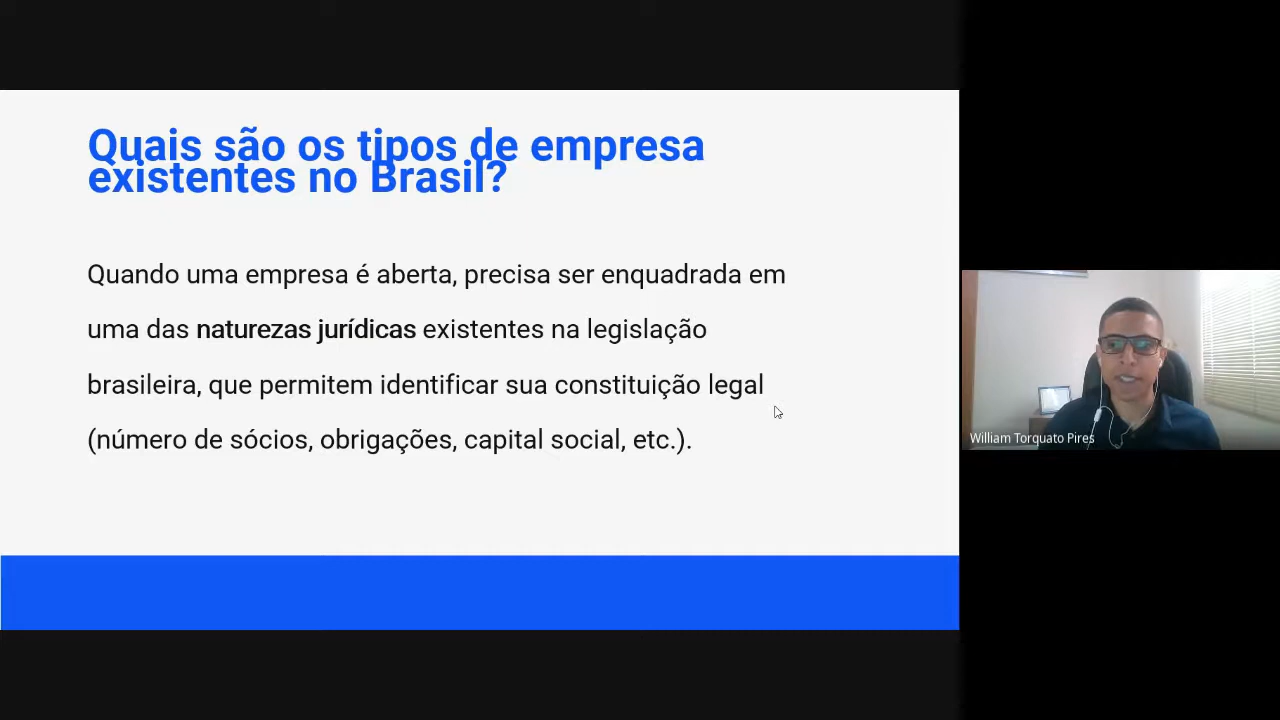 Quais são os tipos de empresa
existentes no Brasil?
Quando uma empresa é aberta, precisa ser enquadrada em
uma das naturezas jurídicas existentes na legislação
brasileira, que permitem identificar sua constituição legal
(número de sócios, obrigações, capital social, etc.).
William Torquato Pires